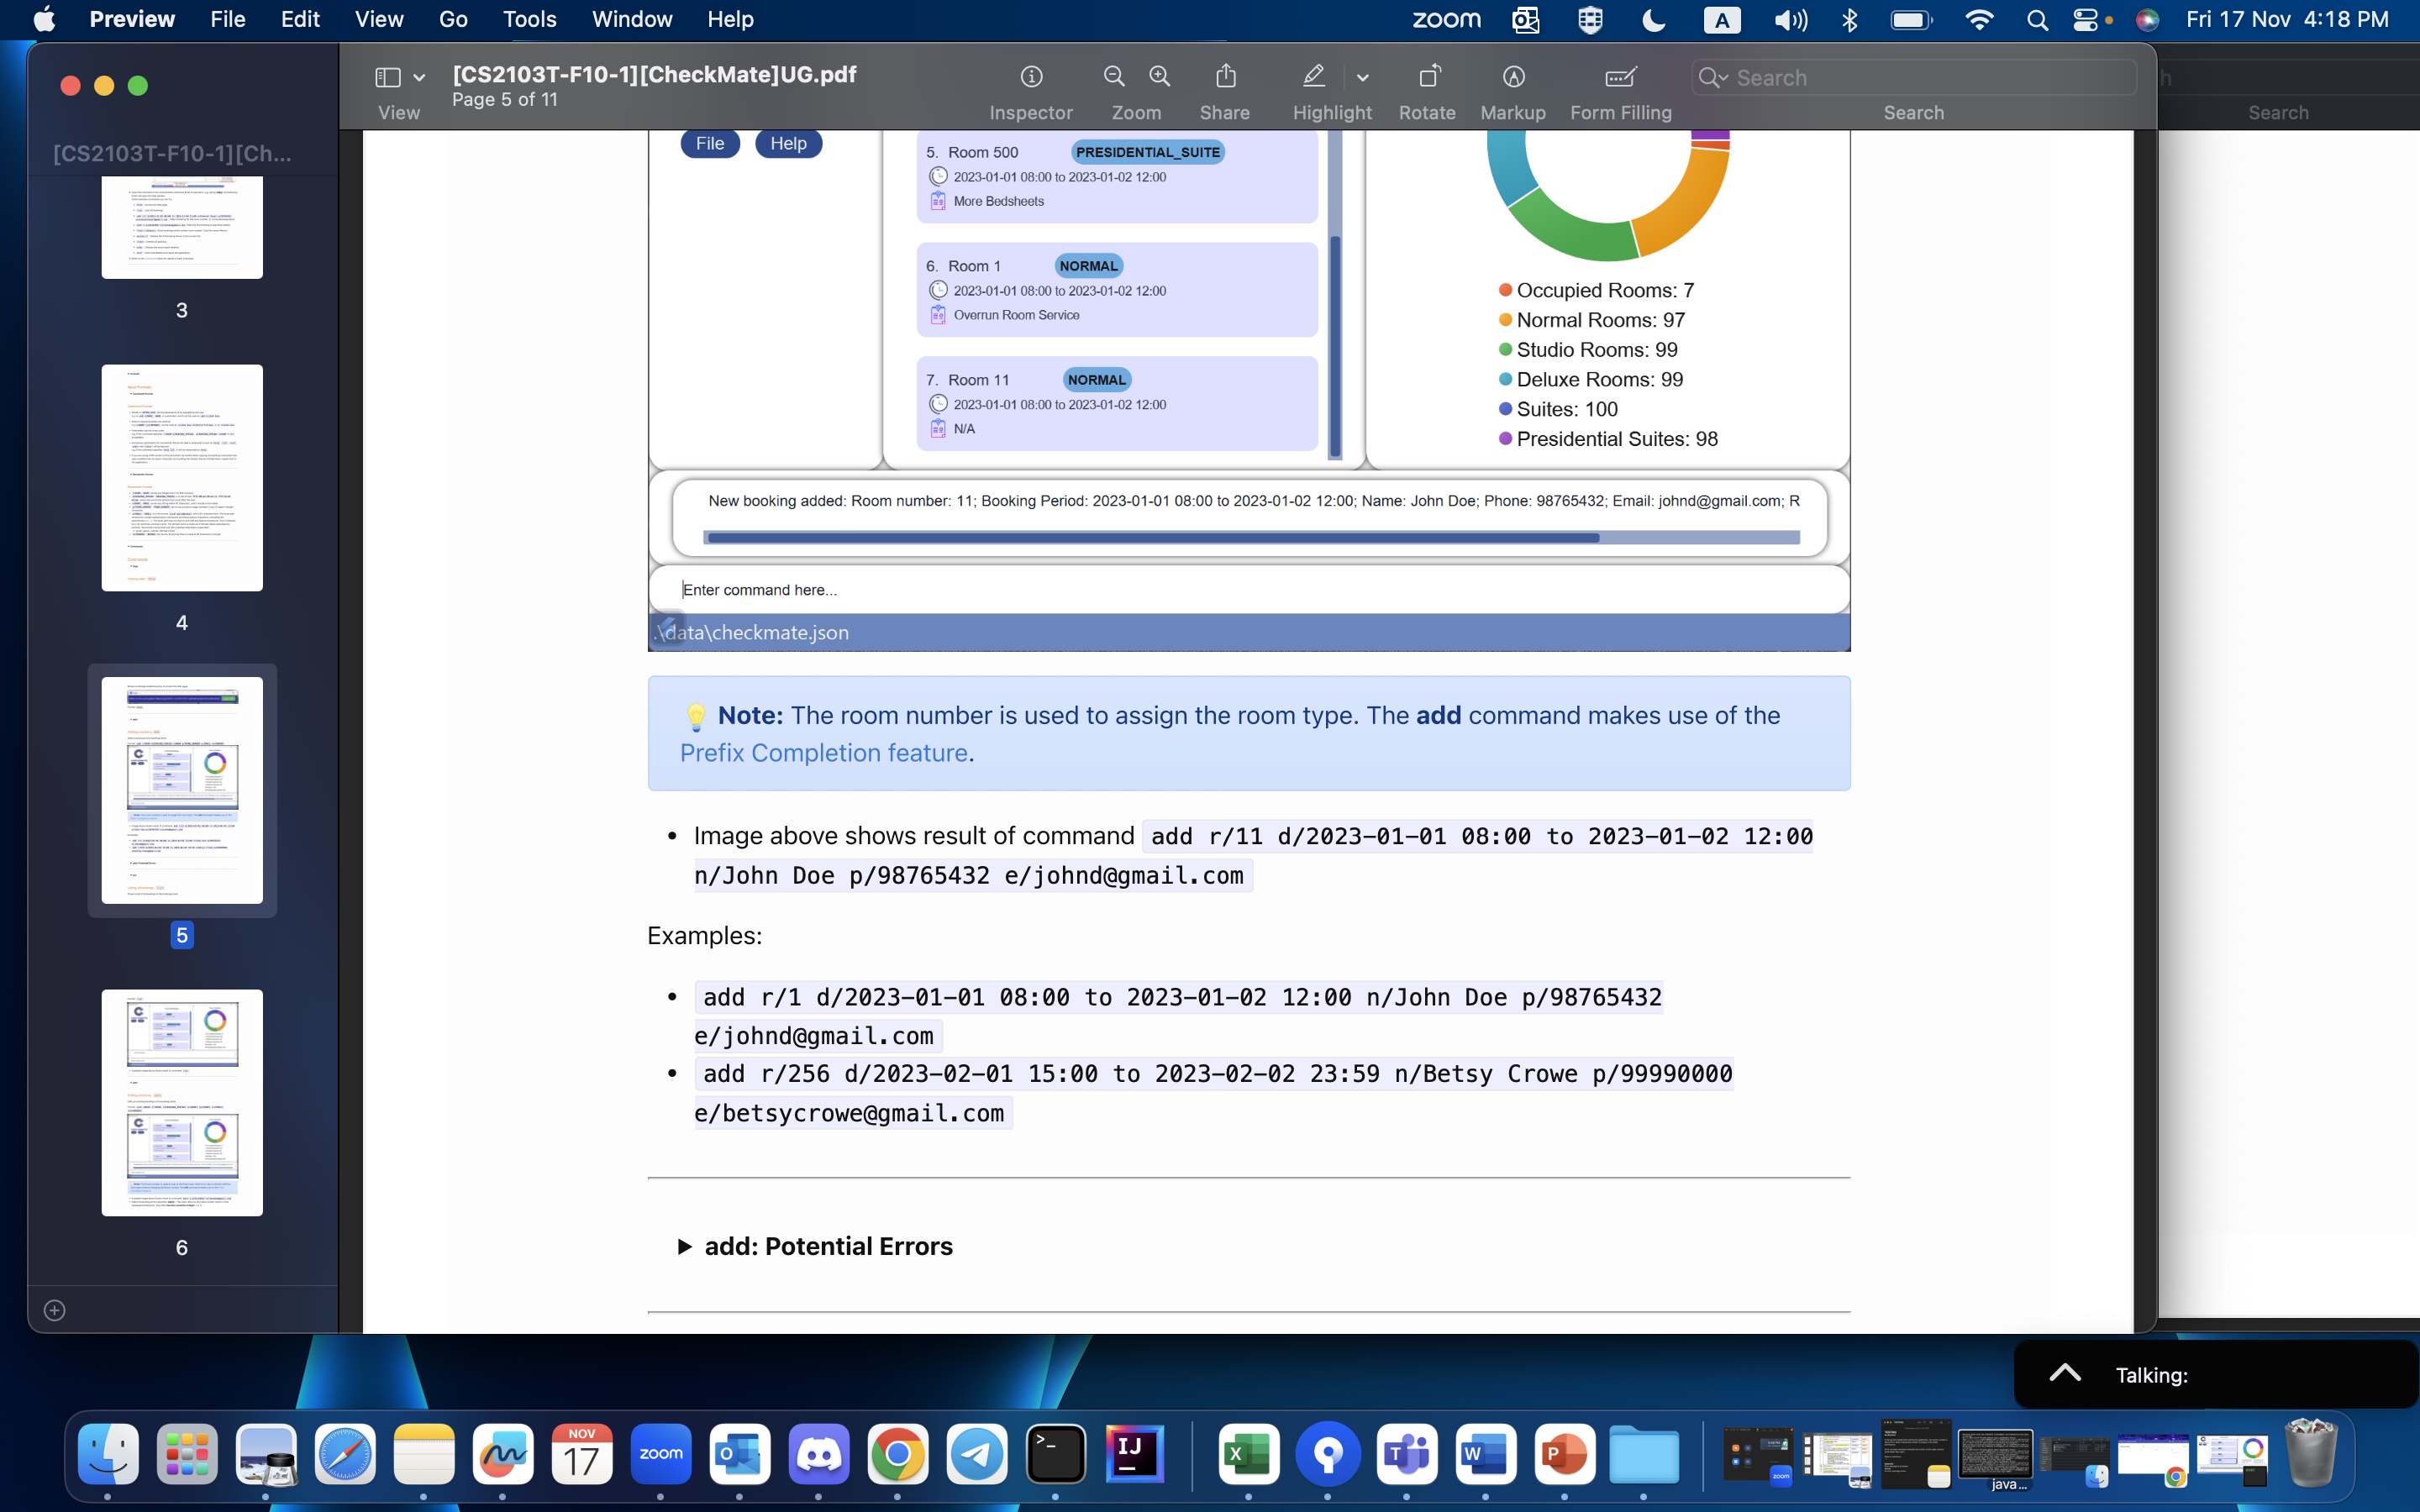 Preview File Edit View Go Tools Window Help
zoom A Fri 17 Nov 4:18 PM
[CS2103T-F10-1][CheckMate]UG.pdf
Page 5 of 11
View Inspector Zoom Share Highlight Rotate Markup Form Filling Search
Search
Search
[CS2103T-F10-1][Ch...
3
4
5
6
File Help
5. Room 500 PRESIDENTIAL_SUITE
2023-01-01 08:00 to 2023-01-02 12:00
More Bedsheets
6. Room 1 NORMAL
2023-01-01 08:00 to 2023-01-02 12:00
Overrun Room Service
7. Room 11 NORMAL
2023-01-01 08:00 to 2023-01-02 12:00
N/A
Occupied Rooms: 7
Normal Rooms: 97
Studio Rooms: 99
Deluxe Rooms: 99
Suites: 100
Presidential Suites: 98
New booking added: Room number: 11; Booking Period: 2023-01-01 08:00 to 2023-01-02 12:00; Name: John Doe; Phone: 98765432; Email: johnd@gmail.com; R
Enter command here...
.\data\checkmate.json
Note: The room number is used to assign the room type. The add command makes use of the
Prefix Completion feature.
• Image above shows result of command add r/11 d/2023-01-01 08:00 to 2023-01-02 12:00
n/John Doe p/98765432 e/johnd@gmail.com
Examples:
• add r/1 d/2023-01-01 08:00 to 2023-01-02 12:00 n/John Doe p/98765432
e/johnd@gmail.com
• add r/256 d/2023-02-01 15:00 to 2023-02-02 23:59 n/Betsy Crowe p/99990000
e/betsycrowe@gmail.com
▶ add: Potential Errors
Talking:
NOV
17
zoom
IJ
java...